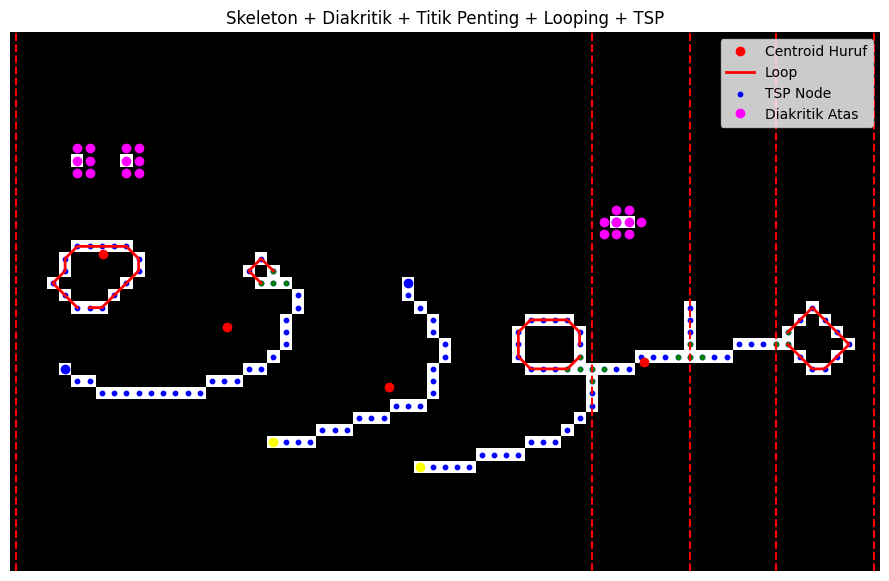 Skeleton + Diakritik + Titik Penting + Looping + TSP
Centroid Huruf
Loop
TSP Node
Diakritik Atas